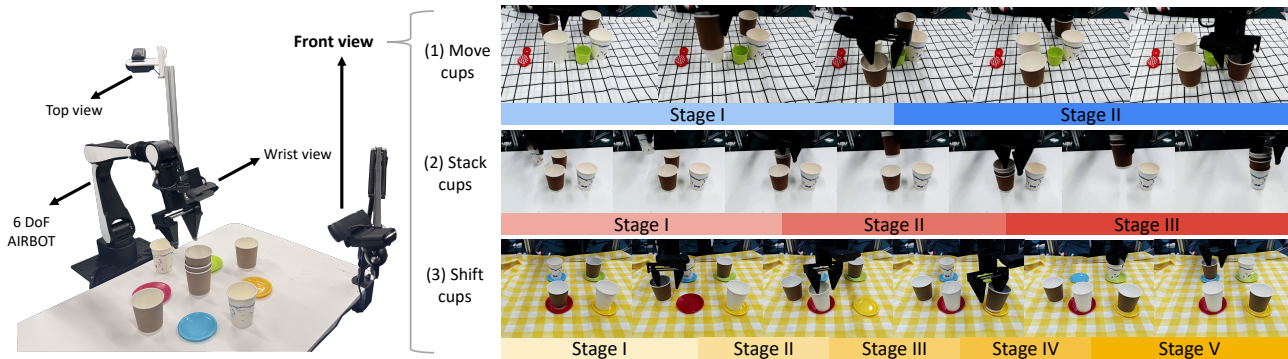 Top view
Wrist view
6 DoF
AIRBOT
Front view
(1) Move
cups
Stage I
Stage II
(2) Stack
cups
Stage I
Stage II
Stage III
(3) Shift
cups
Stage I
Stage II
Stage III
Stage IV
Stage V